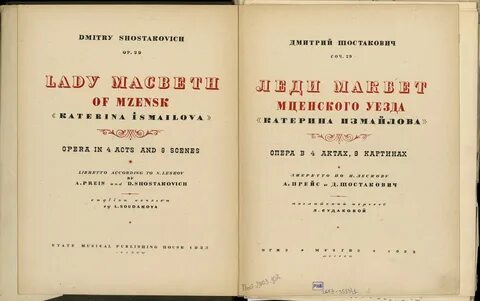 DMITRY SHOSTAKOVICH
OP. 29
LADY MACBETH
OF MZENSK
«KATERINA ISMAILOVA»
OPERA IN 4 ACTS AND 9 SCENES
LIBRETTO ACCORDING TO N. LESKOV
BY
A. PREIS and D. SHOSTAKOVICH
english version
by L. SOUDAKOVA
STATE MUSICAL PUBLISHING HOUSE 1935
ДМИТРИЙ ШОСТАКОВИЧ
СОЧ. 29
ЛЕДИ МАКБЕТ
МЦЕНСКОГО УЕЗДА
«КАТЕРИНА ИЗМАЙЛОВА»
ОПЕРА В 4 АКТАХ, 9 КАРТИНАХ
ЛИБРЕТТО ПО Н. ЛЕСКОВУ
А. ПРЕЙС и Д. ШОСТАКОВИЧ
английский перевод
Л. СУДАКОВОЙ
МУЗГИЗ